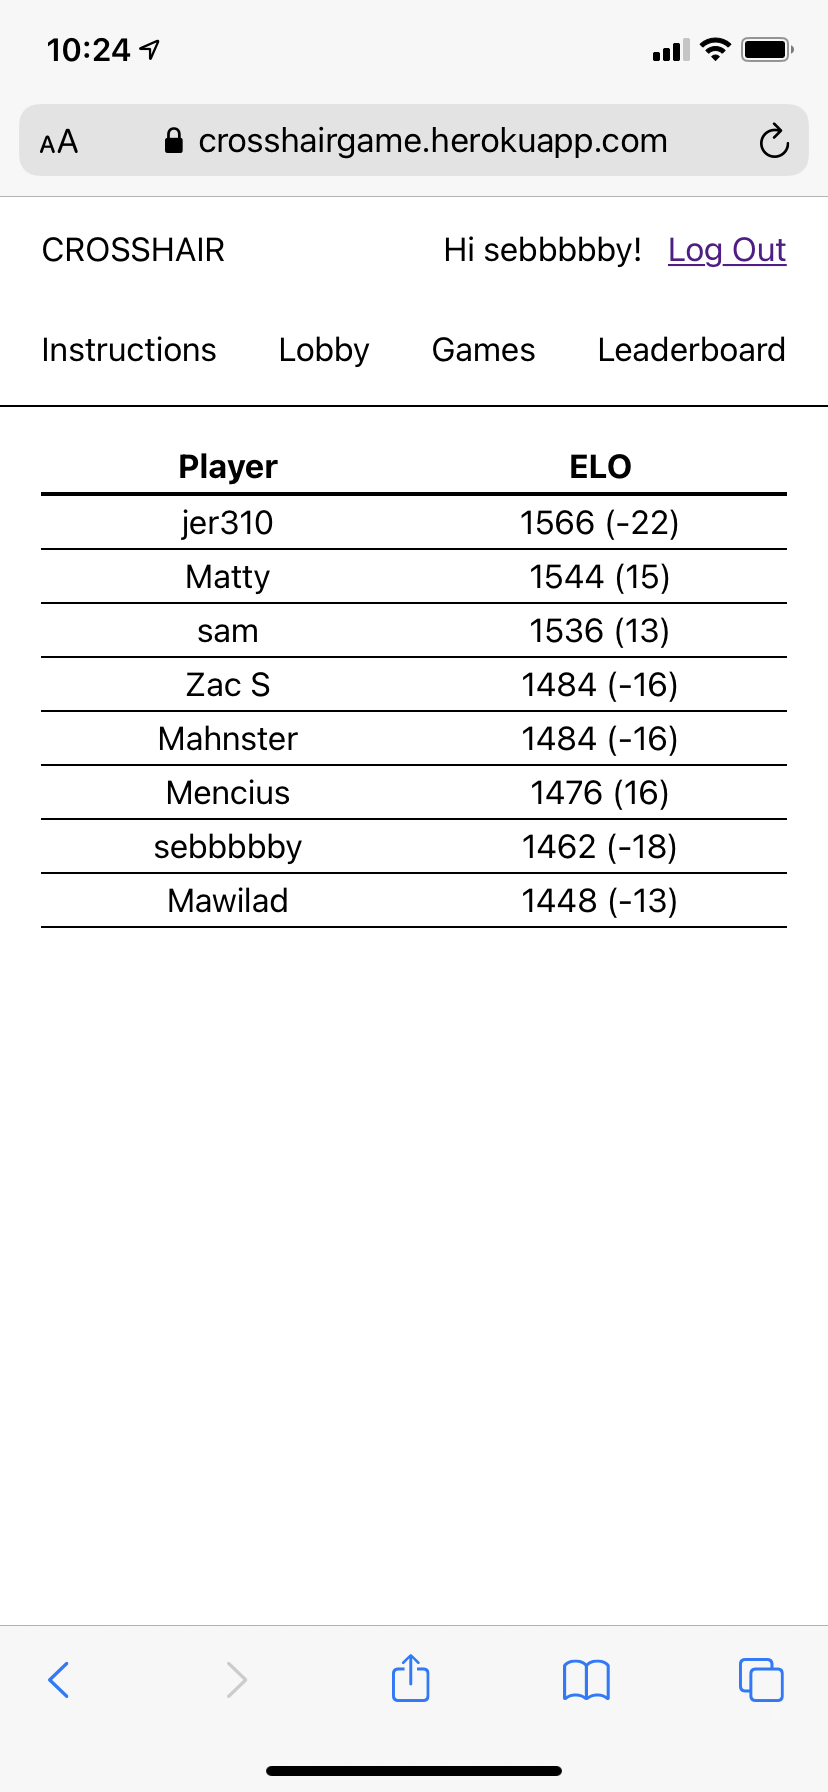 10:24
AA crosshairgame.herokuapp.com
CROSSHAIR Hi sebbbbby! Log Out
Instructions Lobby Games Leaderboard
Player ELO
jer310 1566 (-22)
Matty 1544 (15)
sam 1536 (13)
Zac S 1484 (-16)
Mahnster 1484 (-16)
Mencius 1476 (16)
sebbbbby 1462 (-18)
Mawilad 1448 (-13)